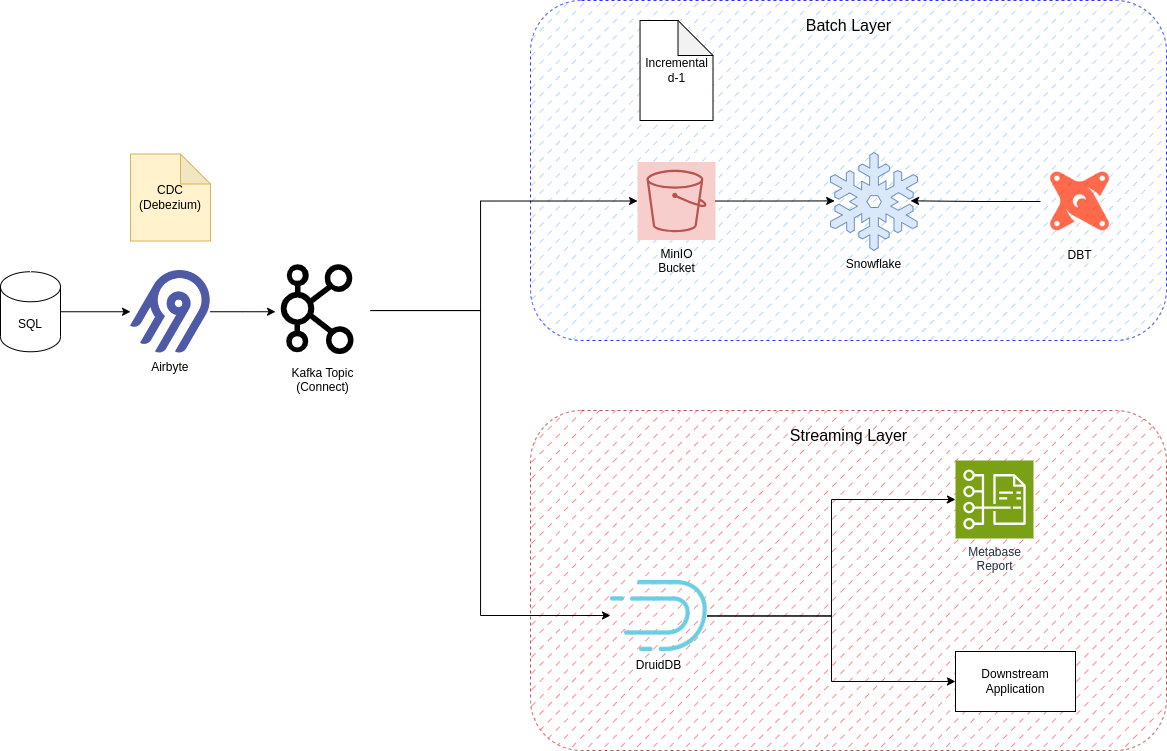 Batch Layer
Incremental
d-1
CDC
(Debezium)
SQL
Airbyte
Kafka Topic
(Connect)
MinIO
Bucket
Snowflake
DBT
Streaming Layer
Metabase
Report
DruidDB
Downstream
Application